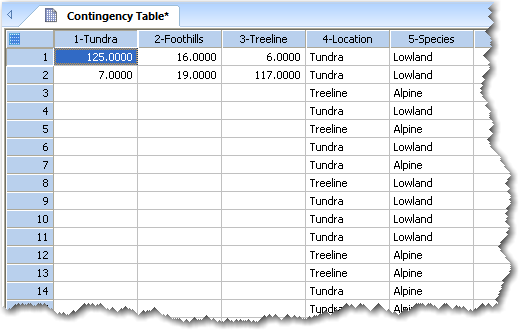 Contingency Table*
1-Tundra 2-Foothills 3-Treeline 4-Location 5-Species
1 125.0000 16.0000 6.0000 Tundra Lowland
2 7.0000 19.0000 117.0000 Tundra Lowland
3 Treeline Alpine
4 Tundra Lowland
5 Treeline Alpine
6 Tundra Lowland
7 Tundra Alpine
8 Treeline Lowland
9 Tundra Lowland
10 Tundra Lowland
11 Tundra Lowland
12 Treeline Alpine
13 Treeline Alpine
14 Tundra Alpine
Alpine